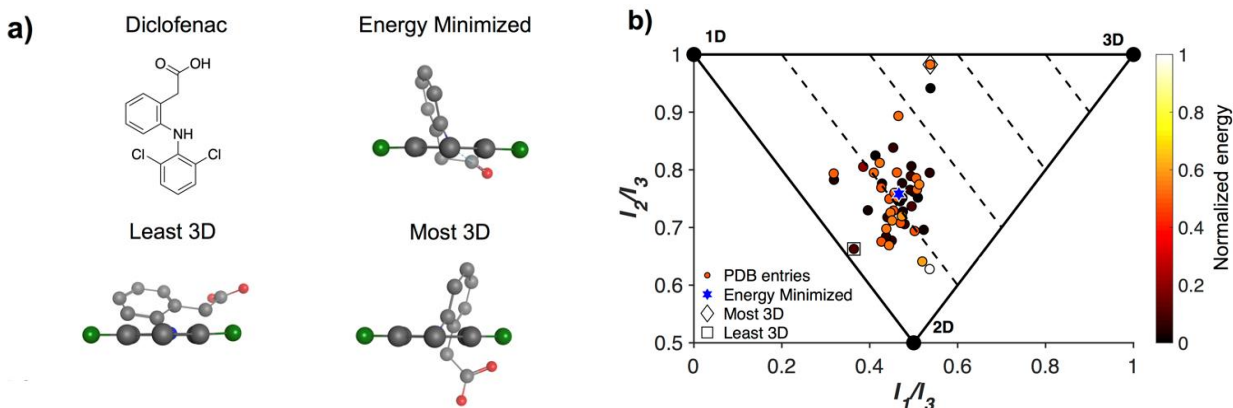 a)
Diclofenac
Energy Minimized
O
OH
NH
Cl
Cl
Least 3D
Most 3D
b)
1D
3D
2D
1
0.9
0.8
0.7
0.6
0.5
I2/I3
0
0.2
0.4
0.6
0.8
1
I1/I3
PDB entries
Energy Minimized
Most 3D
Least 3D
1
0.8
0.6
0.4
0.2
0
Normalized energy